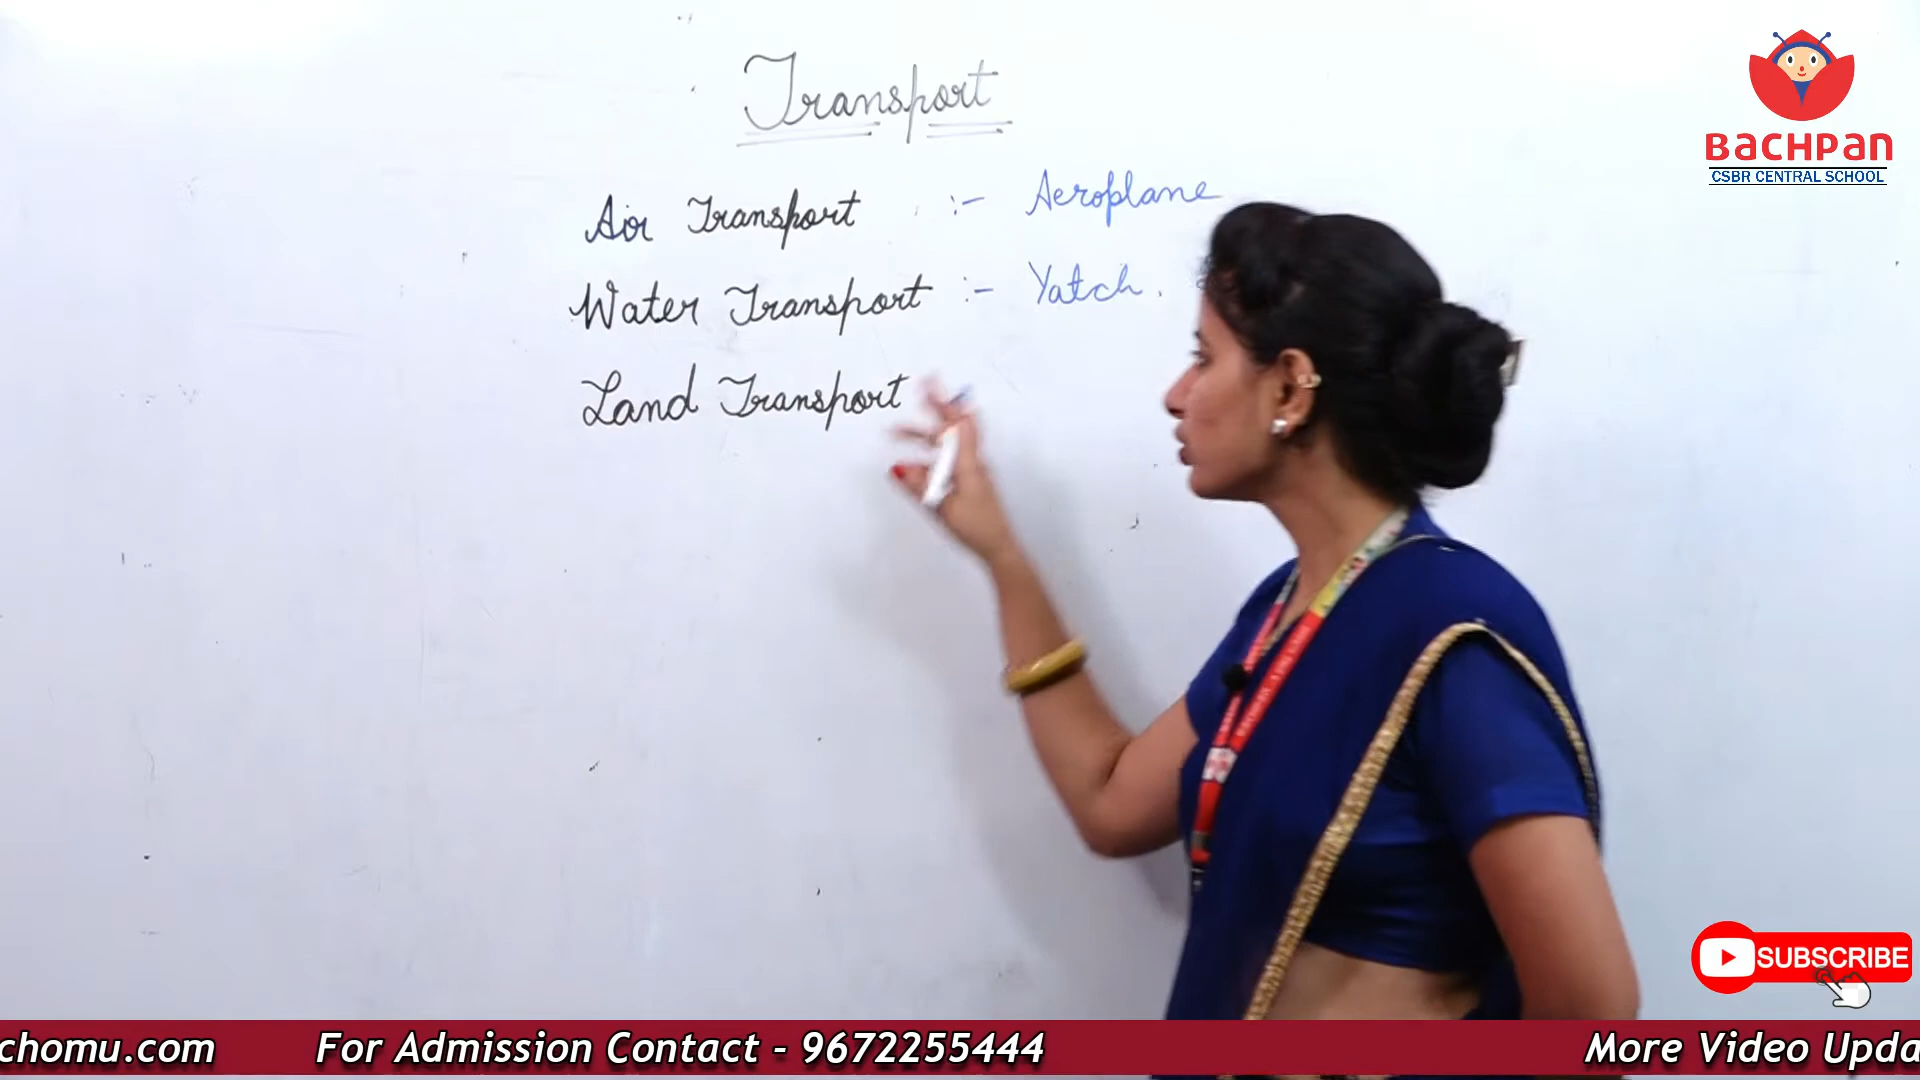 Transport
Air Transport :- Aeroplane
Water Transport :- Yatch.
Land Transport
BACHPAN
CSBR CENTRAL SCHOOL
SUBSCRIBE
chomu.com For Admission Contact - 9672255444 More Video Upda